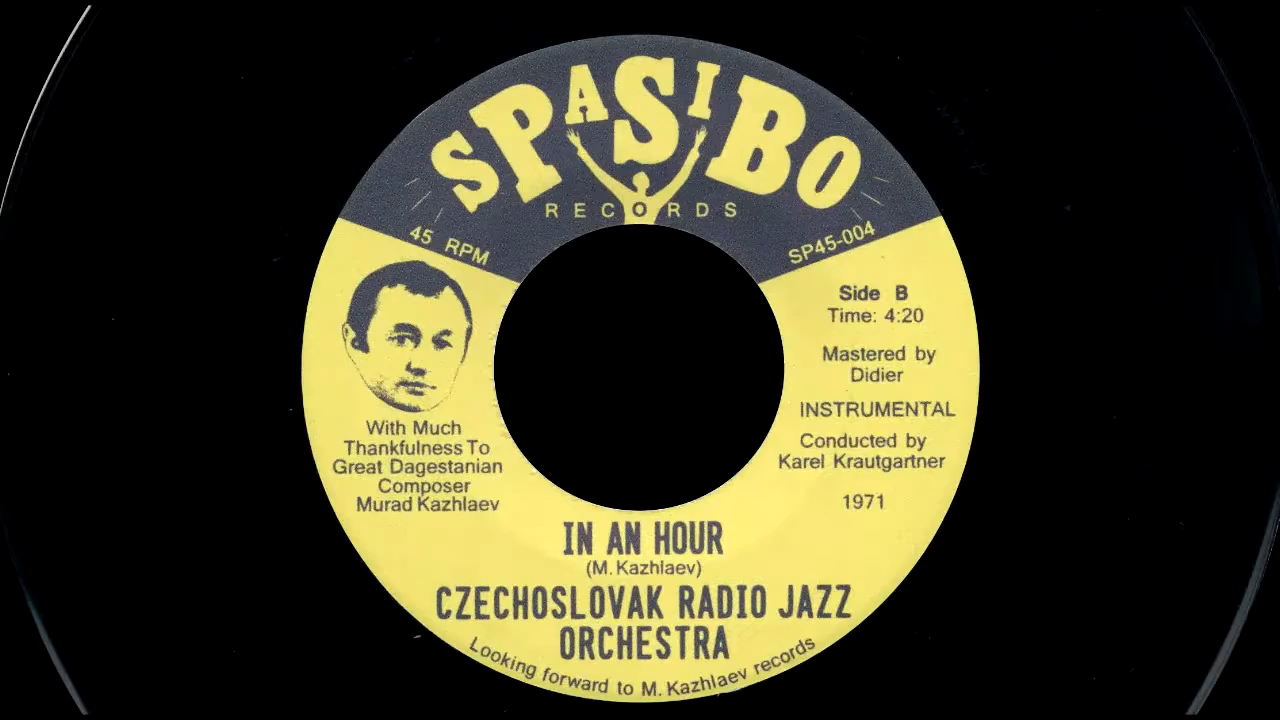 SPASIBO
RECORDS
45 RPM
SP45-004
Side B
Time: 4:20
Mastered by
Didier
INSTRUMENTAL
Conducted by
Karel Krautgartner
1971
With Much
Thankfulness To
Great Dagestanian
Composer
Murad Kazhlaev
IN AN HOUR
(M. Kazhlaev)
CZECHOSLOVAK RADIO JAZZ
ORCHESTRA
Looking forward to M. Kazhlaev records